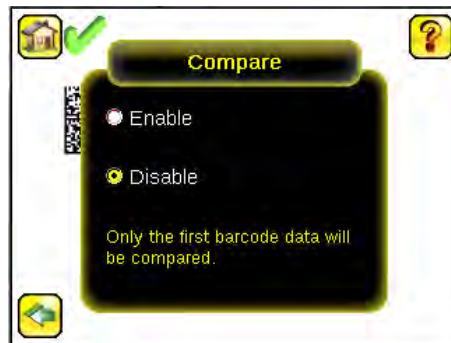 ?
Compare
Enable
Disable
Only the first barcode data will
be compared.